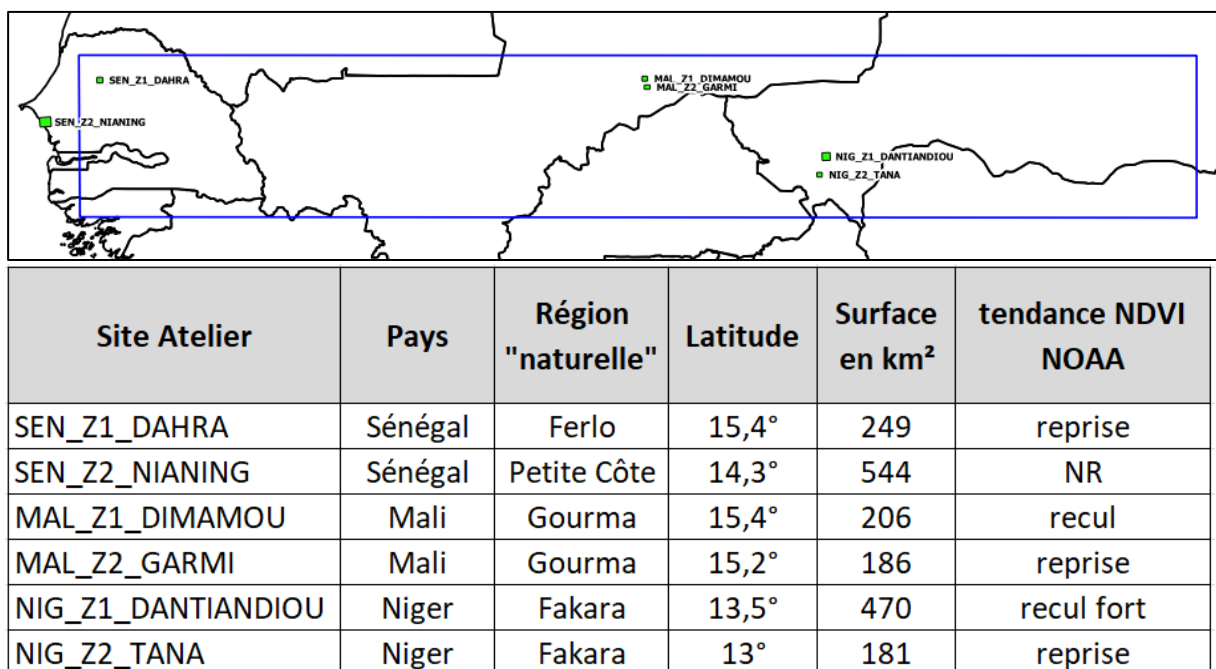 SEN_Z1_DAHRA
MAL_Z1_DIMAMOU
MAL_Z2_GARMI
SEN_Z2_NIANING
NIG_Z1_DANTIANDIOU
NIG_Z2_TANA
Site Atelier Pays Région "naturelle" Latitude Surface en km² tendance NDVI NOAA
SEN_Z1_DAHRA Sénégal Ferlo 15,4° 249 reprise
SEN_Z2_NIANING Sénégal Petite Côte 14,3° 544 NR
MAL_Z1_DIMAMOU Mali Gourma 15,4° 206 recul
MAL_Z2_GARMI Mali Gourma 15,2° 186 reprise
NIG_Z1_DANTIANDIOU Niger Fakara 13,5° 470 recul fort
NIG_Z2_TANA Niger Fakara 13° 181 reprise